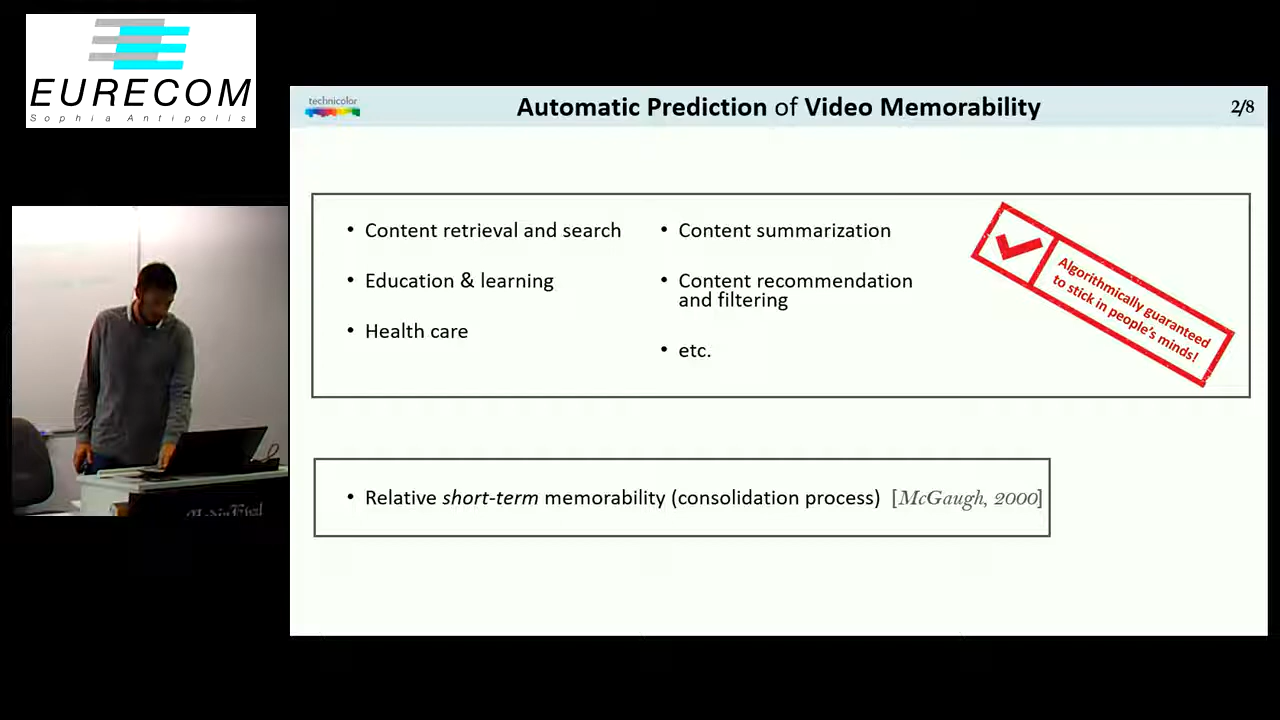 EURECOM
Sophia Antipolis
technicolor
Automatic Prediction of Video Memorability
2/8
• Content retrieval and search
• Education & learning
• Health care
• Content summarization
• Content recommendation
and filtering
• etc.
Algorithmically guaranteed
to stick in people's minds!
• Relative short-term memorability (consolidation process) [McGaugh, 2000]